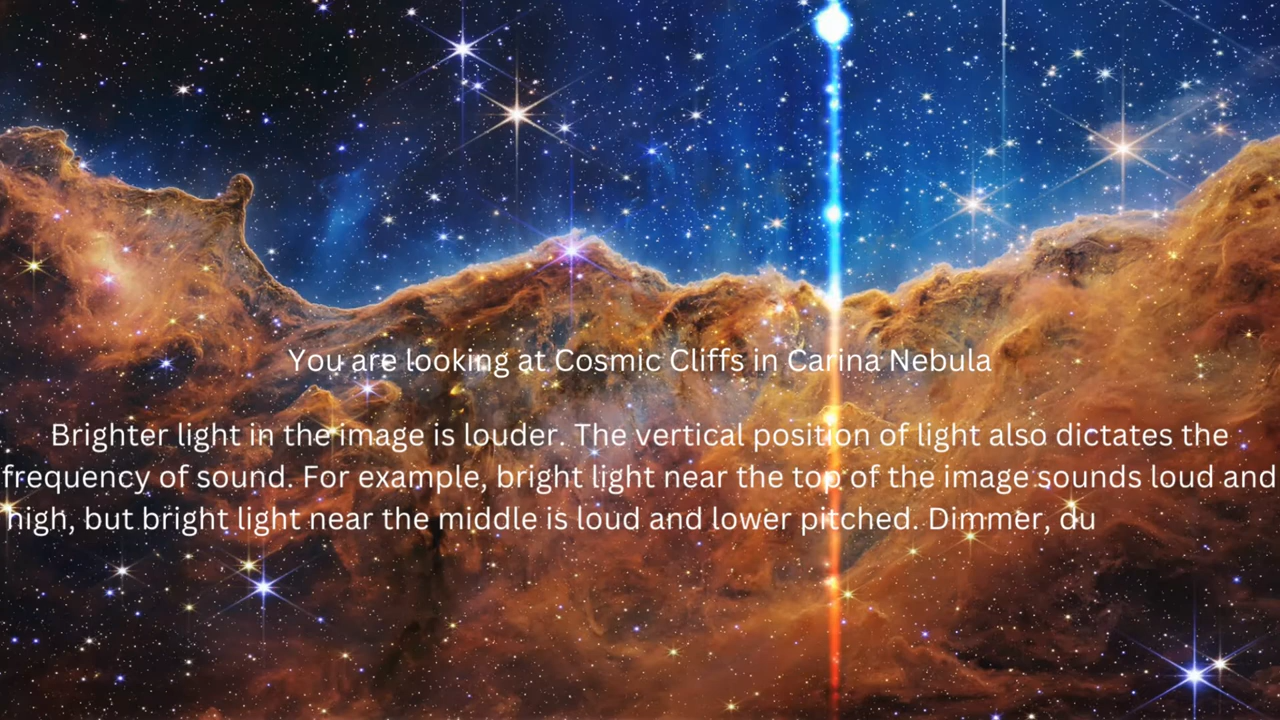 You are looking at Cosmic Cliffs in Carina Nebula
Brighter light in the image is louder. The vertical position of light also dictates the
frequency of sound. For example, bright light near the top of the image sounds loud and
high, but bright light near the middle is loud and lower pitched. Dimmer, du